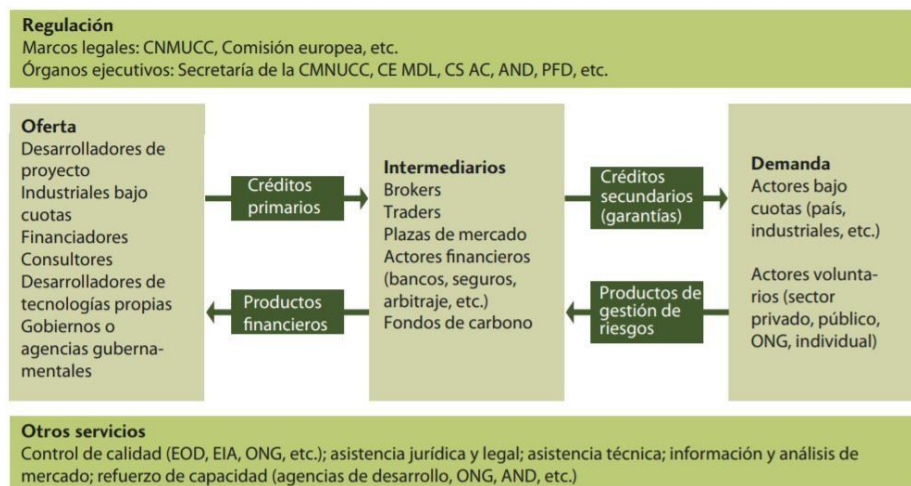 Regulación
Marcos legales: CNMUCC, Comisión europea, etc.
Órganos ejecutivos: Secretaría de la CMNUCC, CE MDL, CS AC, AND, PFD, etc.
Oferta
Desarrolladores de
proyecto
Industriales bajo
cuotas
Financiadores
Consultores
Desarrolladores de
tecnologías propias
Gobiernos o
agencias guberna-
mentales
Créditos
primarios
Productos
financieros
Intermediarios
Brokers
Traders
Plazas de mercado
Actores financieros
(bancos, seguros,
arbitraje, etc.)
Fondos de carbono
Créditos
secundarios
(garantías)
Productos de
gestión de
riesgos
Demanda
Actores bajo
cuotas (país,
industriales, etc.)
Actores volunta-
rios (sector
privado, público,
ONG, individual)
Otros servicios
Control de calidad (EOD, EIA, ONG, etc.); asistencia jurídica y legal; asistencia técnica; información y análisis de
mercado; refuerzo de capacidad (agencias de desarrollo, ONG, AND, etc.)